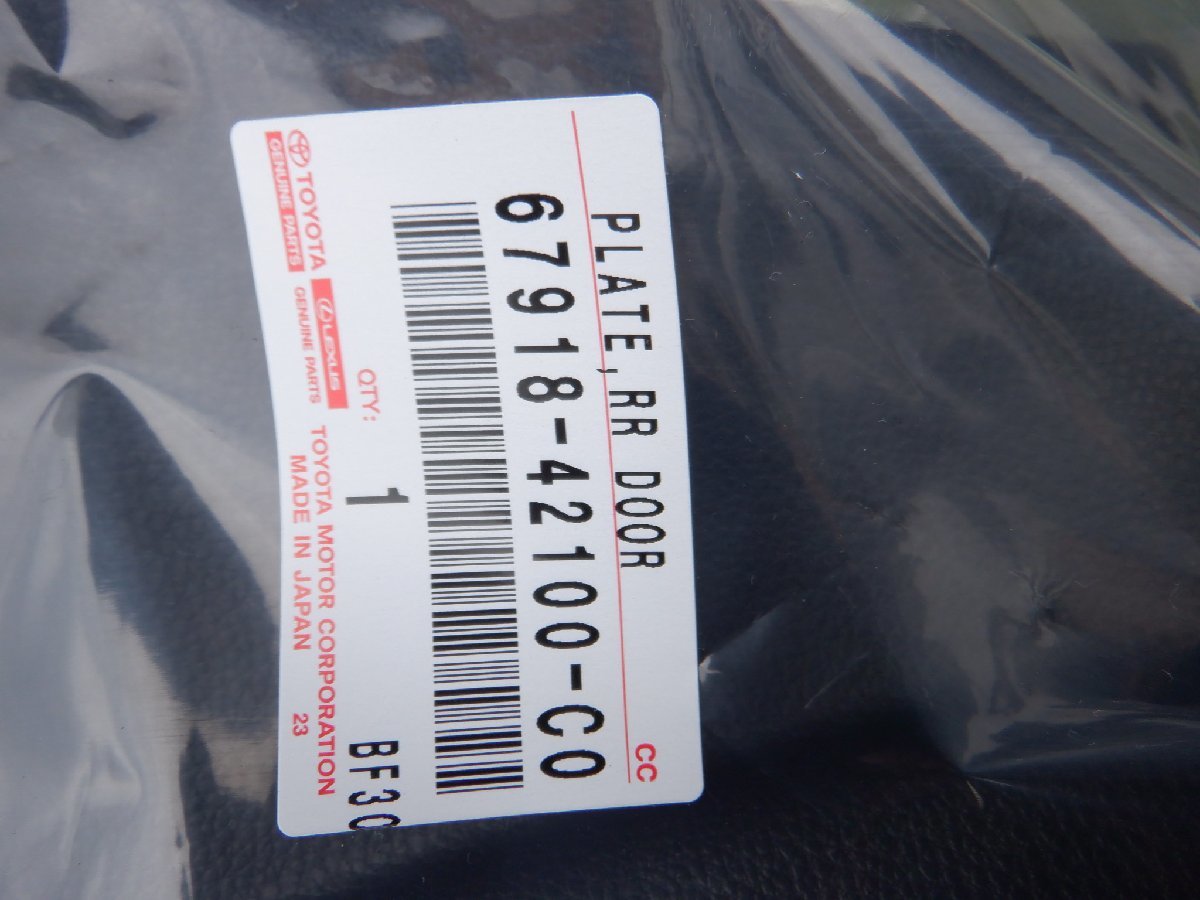 PLATE, RR DOOR
CC
67918-42100-C0
QTY:
1
BF30
TOYOTA
GENUINE PARTS
LEXUS
GENUINE PARTS
TOYOTA MOTOR CORPORATION
MADE IN JAPAN
23